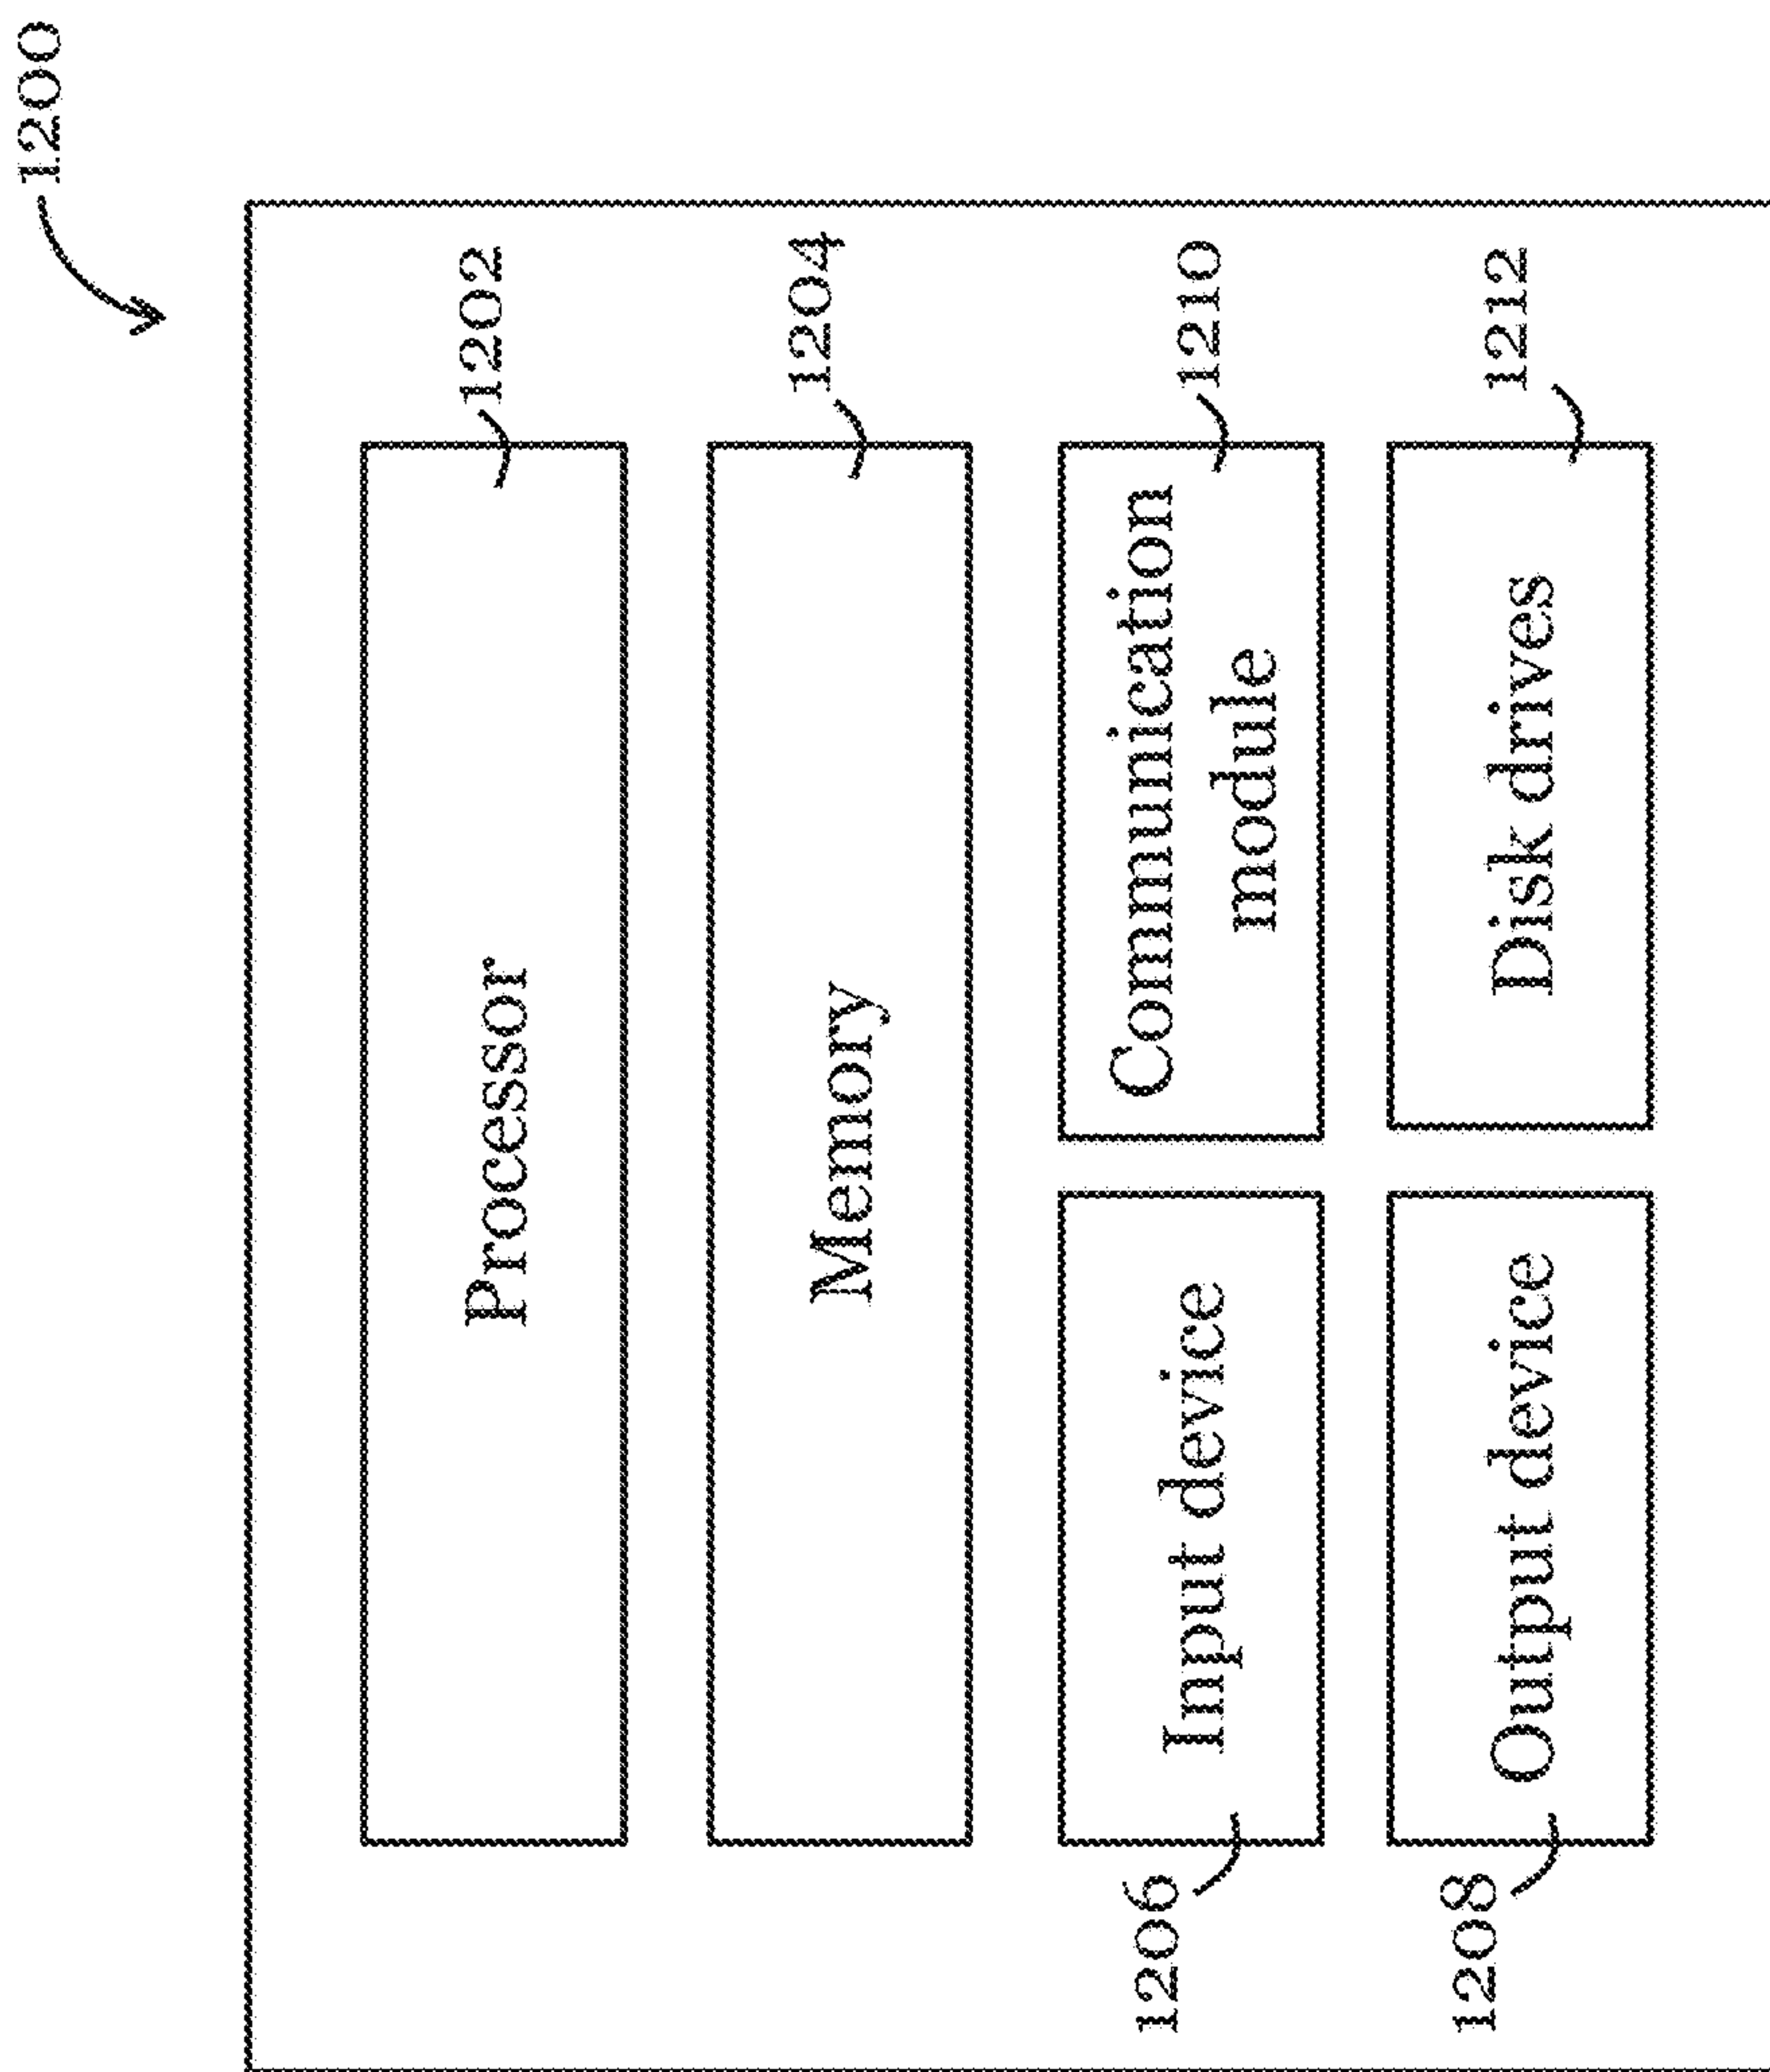 1200
Processor
1202
Memory
1204
1206
Input device
Communication
module
1210
1208
Output device
Disk drives
1212